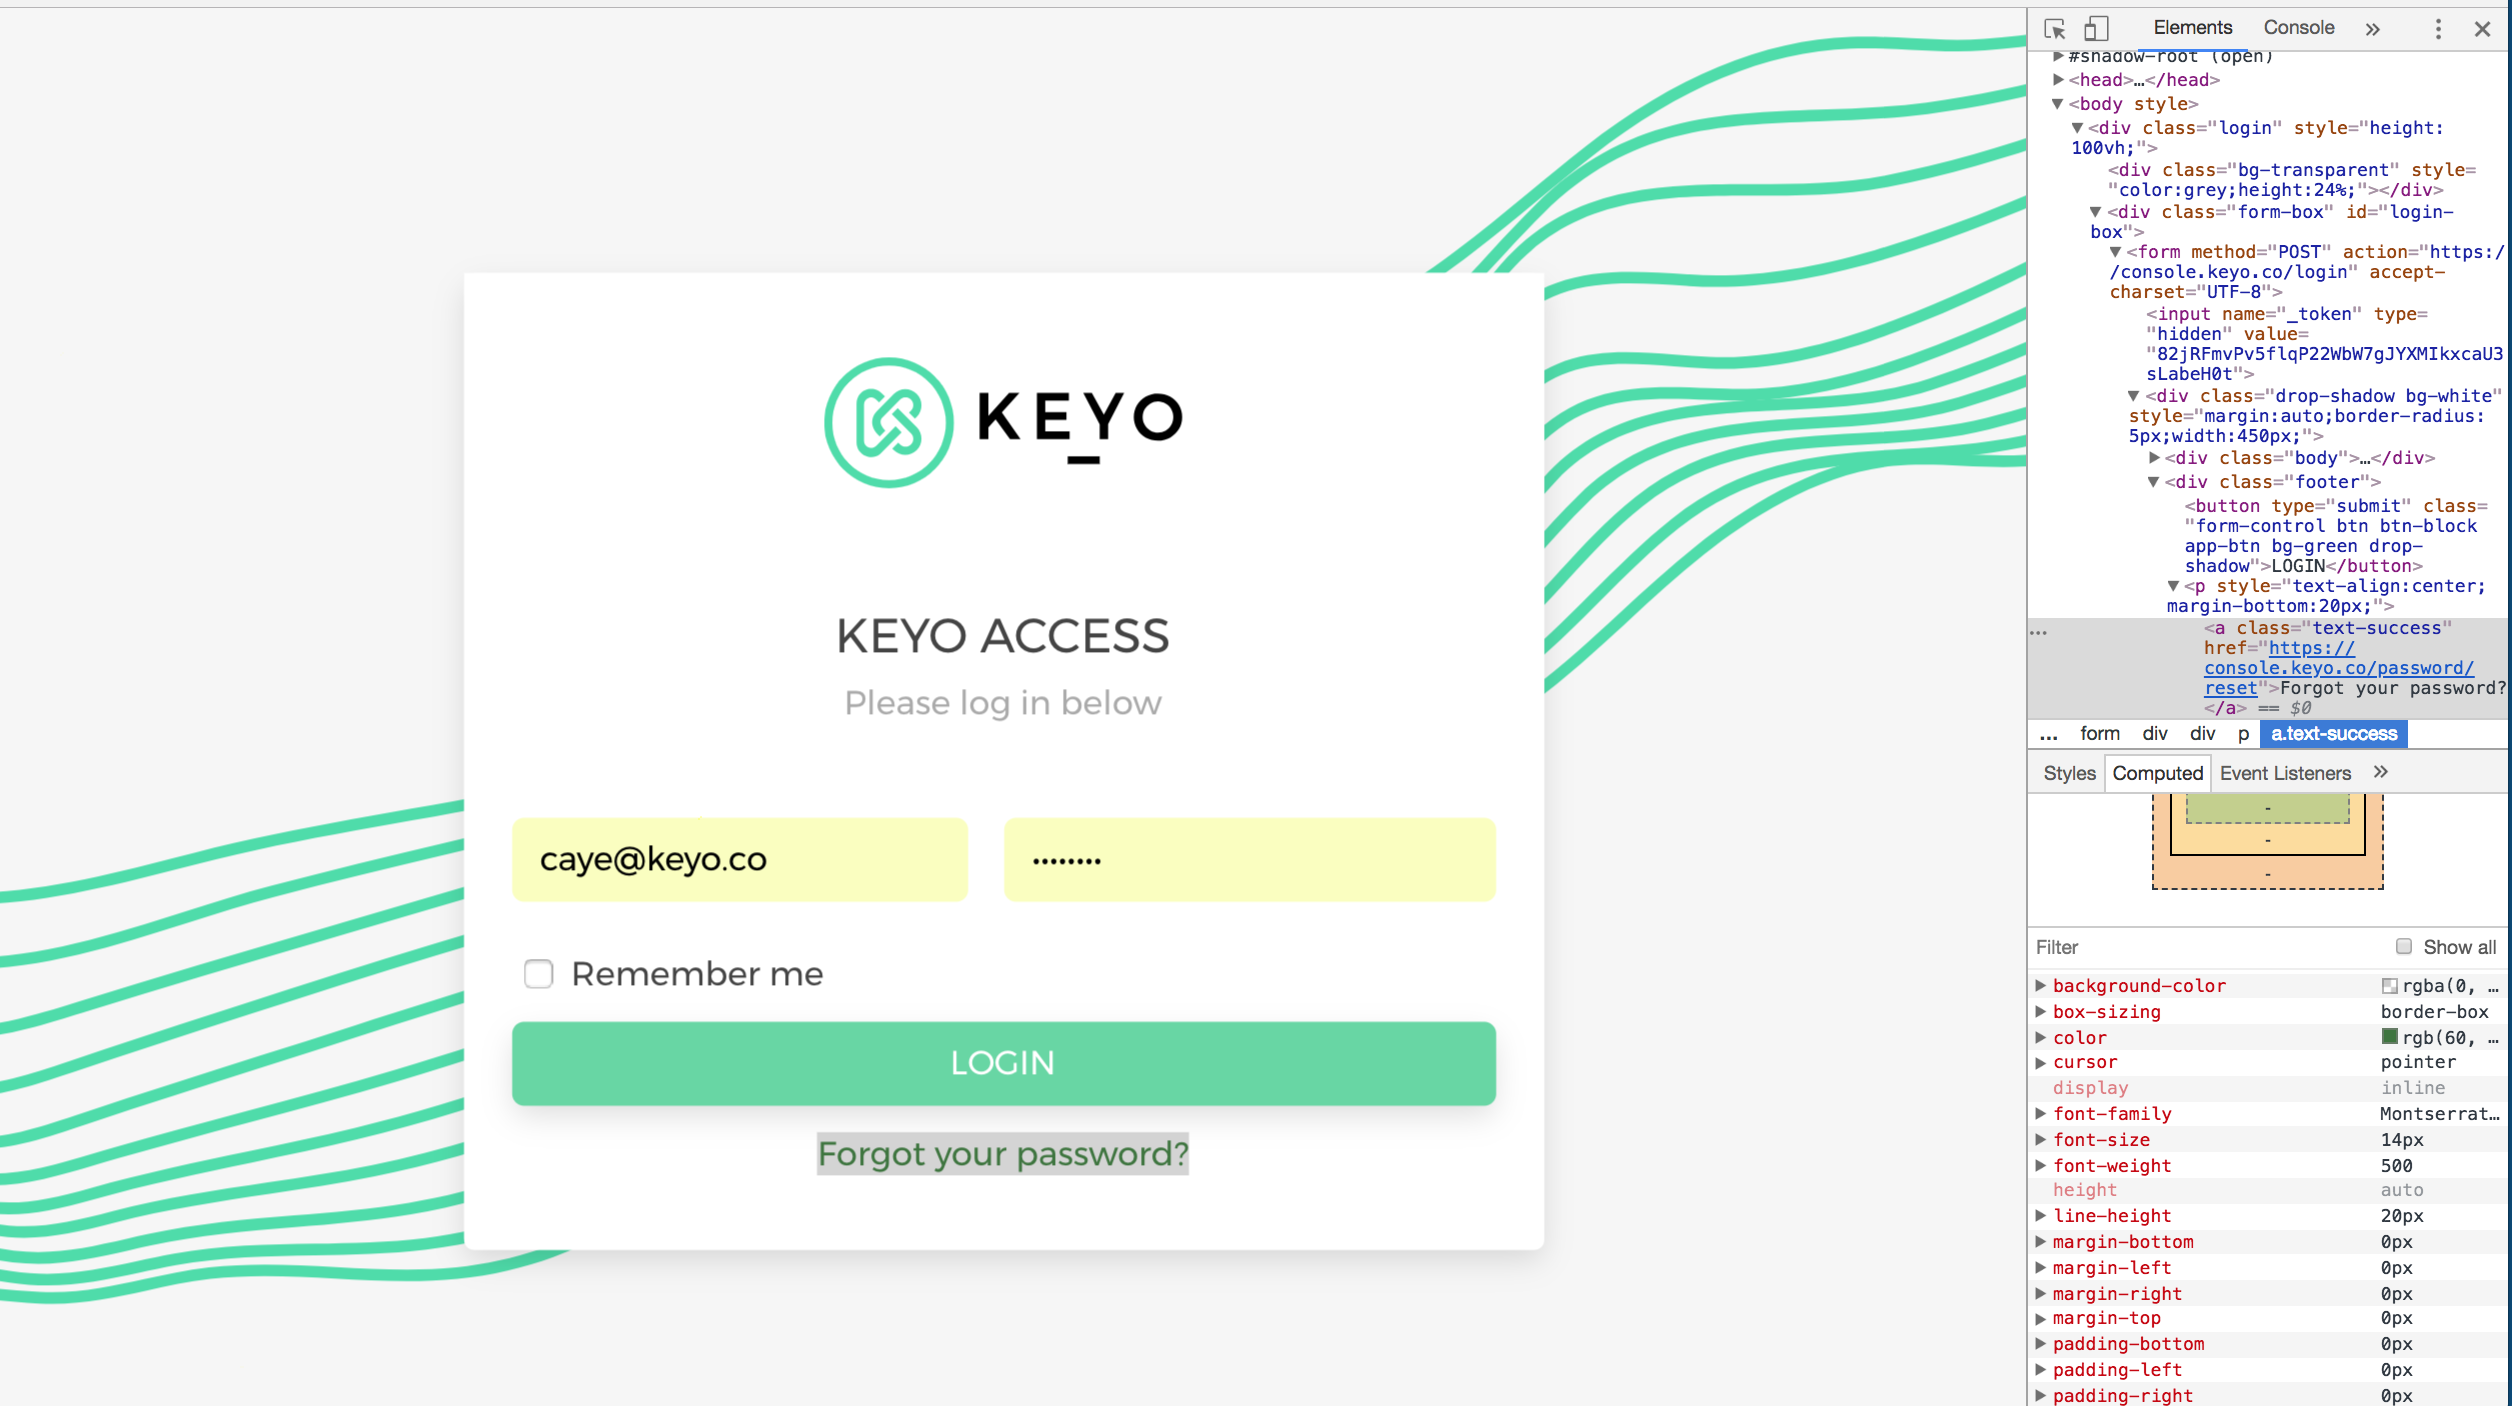 KEYO
KEYO ACCESS
Please log in below
caye@keyo.co
••••••••
Remember me
LOGIN
Forgot your password?
Elements Console »
#shadow-root (open)
<head>…</head>
<body style>
<div class="login" style="height:
100vh;">
<div class="bg-transparent" style=
"color:grey;height:24%;"></div>
<div class="form-box" id="login-
box">
<form method="POST" action="https:/
/console.keyo.co/login" accept-
charset="UTF-8">
<input name="_token" type=
"hidden" value=
"82jRFmvPv5flqP22WbW7gJYXMIkxcaU3
sLabeH0t">
<div class="drop-shadow bg-white"
style="margin:auto;border-radius:
5px;width:450px;">
<div class="body">…</div>
<div class="footer">
<button type="submit" class=
"form-control btn btn-block
app-btn bg-green drop-
shadow">LOGIN</button>
<p style="text-align:center;
margin-bottom:20px;">
<a class="text-success"
href="https://
console.keyo.co/password/
reset">Forgot your password?
</a> == $0
... form div div p a.text-success
Styles Computed Event Listeners »
-
-
-
Filter Show all
background-color rgba(0, …
box-sizing border-box
color rgb(60, …
cursor pointer
display inline
font-family Montserrat…
font-size 14px
font-weight 500
height auto
line-height 20px
margin-bottom 0px
margin-left 0px
margin-right 0px
margin-top 0px
padding-bottom 0px
padding-left 0px
padding-right 0px